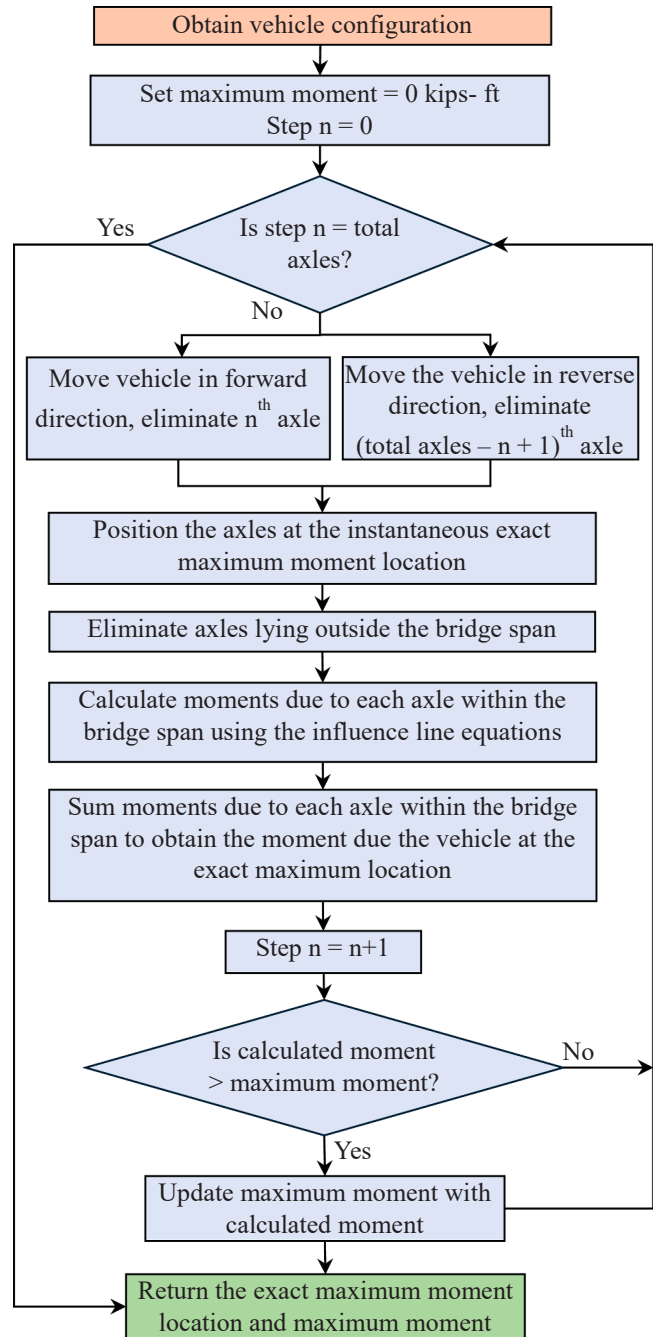 Obtain vehicle configuration
Set maximum moment = 0 kips- ft
Step n = 0
Is step n = total
axles?
Yes
No
Move vehicle in forward
direction, eliminate nth axle
Move the vehicle in reverse
direction, eliminate
(total axles – n + 1)th axle
Position the axles at the instantaneous exact
maximum moment location
Eliminate axles lying outside the bridge span
Calculate moments due to each axle within the
bridge span using the influence line equations
Sum moments due to each axle within the bridge
span to obtain the moment due the vehicle at the
exact maximum location
Step n = n+1
Is calculated moment
> maximum moment?
No
Yes
Update maximum moment with
calculated moment
Return the exact maximum moment
location and maximum moment